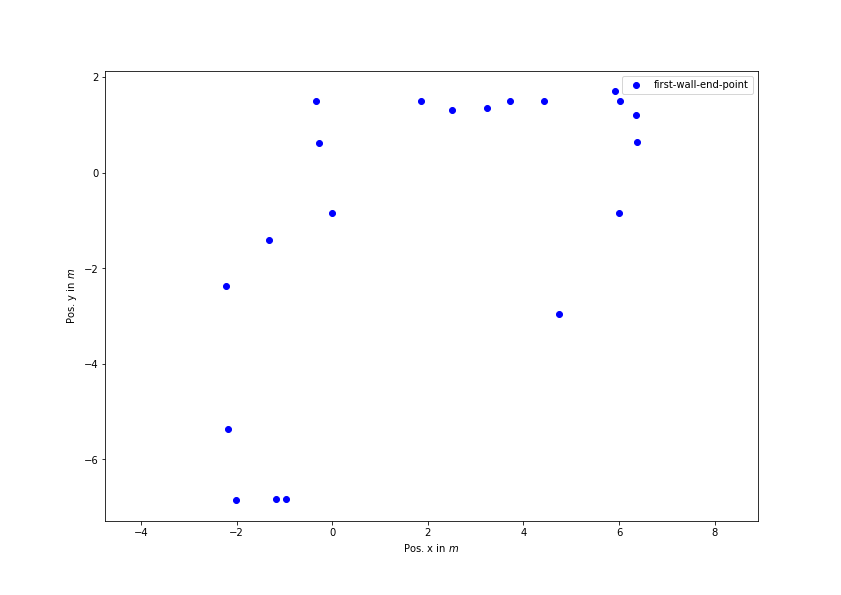 first-wall-end-point
2
0
−2
−4
−6
Pos. y in m
−4 −2 0 2 4 6 8
Pos. x in m